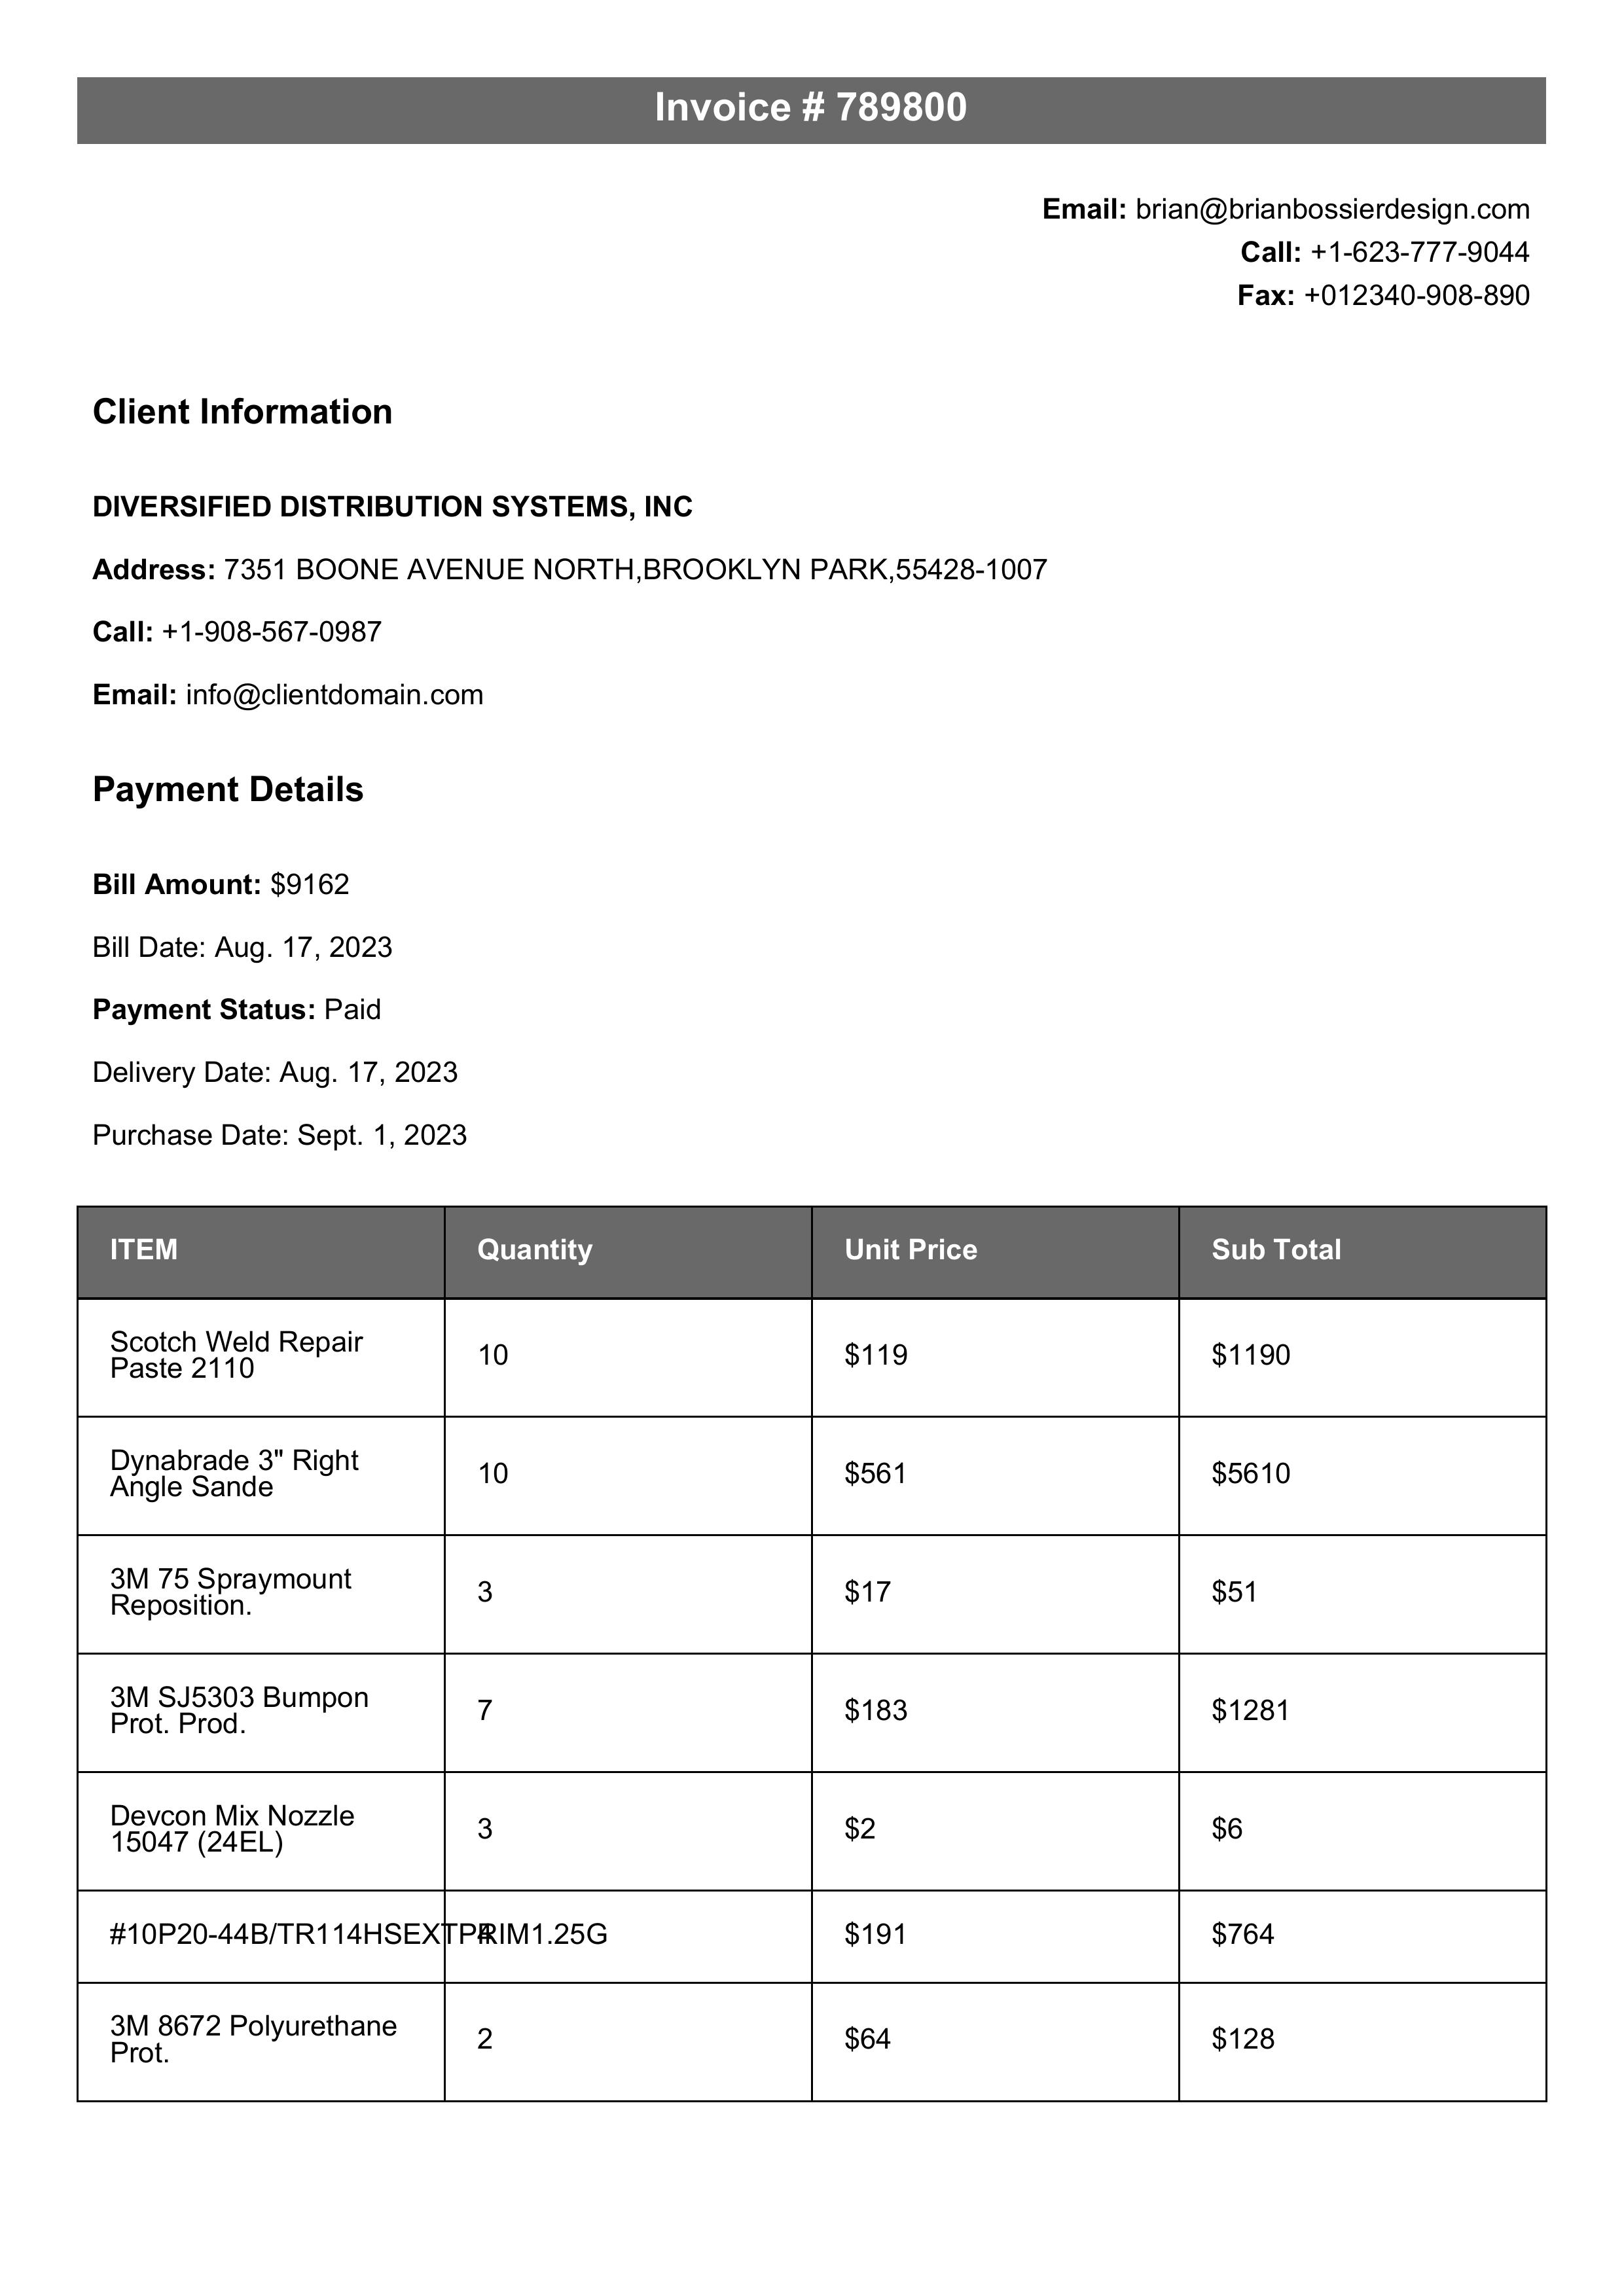 Invoice # 789800
Email: brian@brianbossierdesign.com
Call: +1-623-777-9044
Fax: +012340-908-890
Client Information
DIVERSIFIED DISTRIBUTION SYSTEMS, INC
Address: 7351 BOONE AVENUE NORTH,BROOKLYN PARK,55428-1007
Call: +1-908-567-0987
Email: info@clientdomain.com
Payment Details
Bill Amount: $9162
Bill Date: Aug. 17, 2023
Payment Status: Paid
Delivery Date: Aug. 17, 2023
Purchase Date: Sept. 1, 2023
ITEM Quantity Unit Price Sub Total
Scotch Weld Repair
Paste 2110
10 $119 $1190
Dynabrade 3" Right
Angle Sande
10 $561 $5610
3M 75 Spraymount
Reposition.
3 $17 $51
3M SJ5303 Bumpon
Prot. Prod.
7 $183 $1281
Devcon Mix Nozzle
15047 (24EL)
3 $2 $6
#10P20-44B/TR114HSEXTPRIM1.25G 4 $191 $764
3M 8672 Polyurethane
Prot.
2 $64 $128